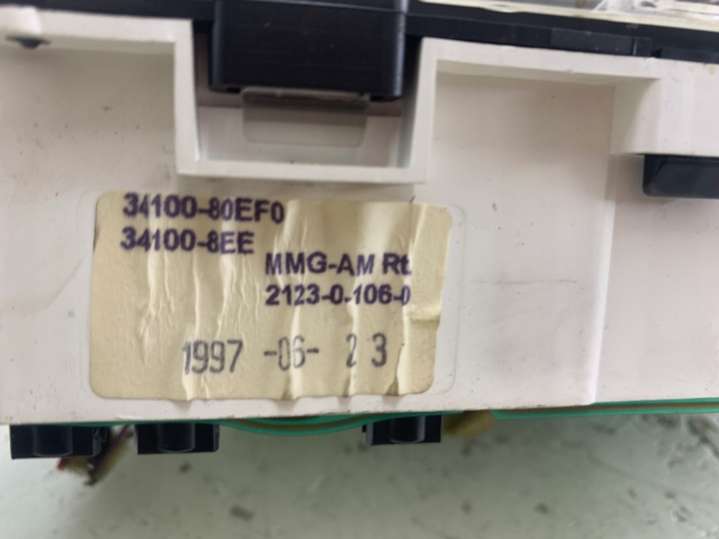 34100-80EF0
34100-8EE
MMG-AM Rt.
2123-0-106-0
1997 -06- 23